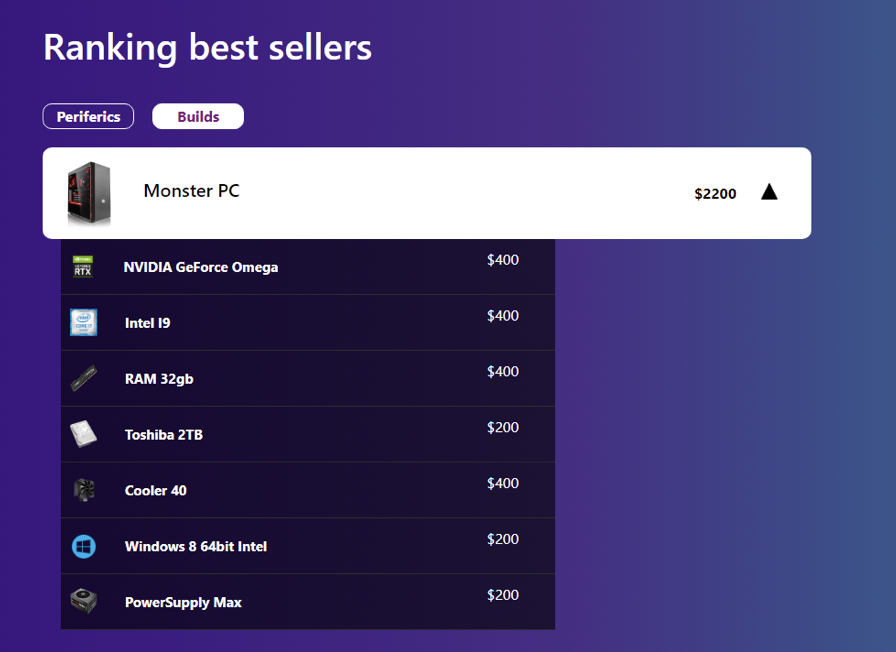 Ranking best sellers
Periferics
Builds
Monster PC
$2200
NVIDIA GeForce Omega
$400
Intel I9
$400
RAM 32gb
$400
Toshiba 2TB
$200
Cooler 40
$400
Windows 8 64bit Intel
$200
PowerSupply Max
$200